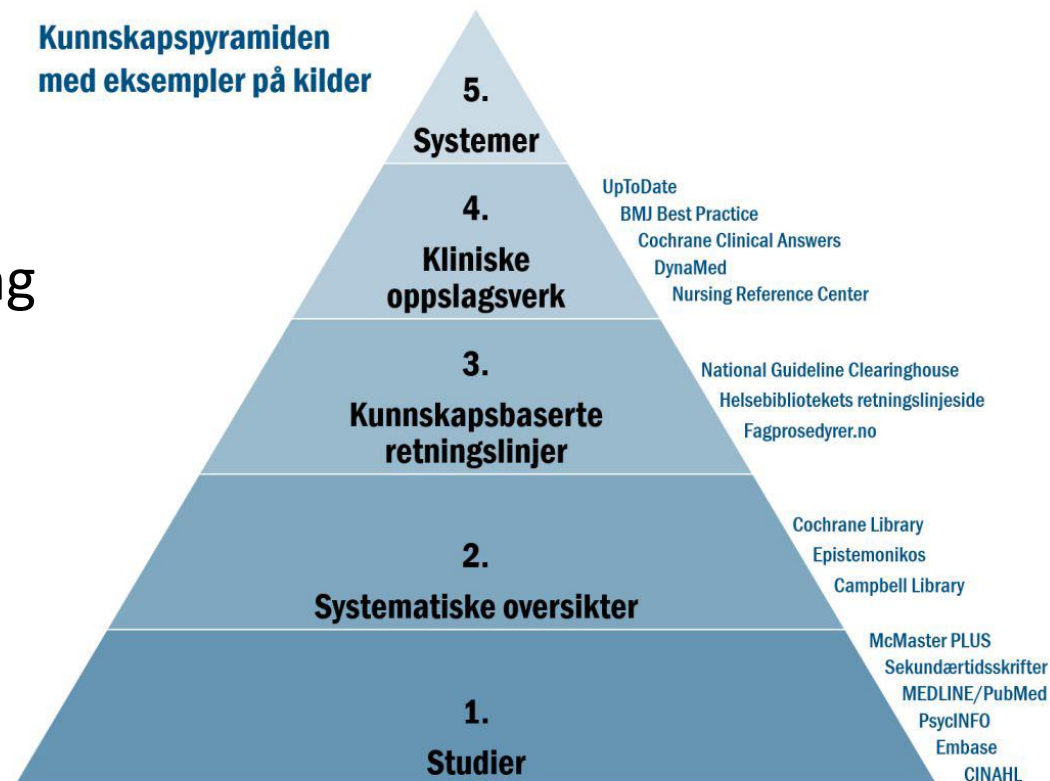 Kunnskapspyramiden
med eksempler på kilder
5.
Systemer
UpToDate
BMJ Best Practice
Cochrane Clinical Answers
DynaMed
Nursing Reference Center
4.
Kliniske
oppslagsverk
ng
National Guideline Clearinghouse
Helsebibliotekets retningslinjeside
Fagprosedyrer.no
3.
Kunnskapsbaserte
retningslinjer
Cochrane Library
Epistemonikos
Campbell Library
2.
Systematiske oversikter
McMaster PLUS
Sekundærtidsskrifter
MEDLINE/PubMed
PsycINFO
Embase
CINAHL
1.
Studier